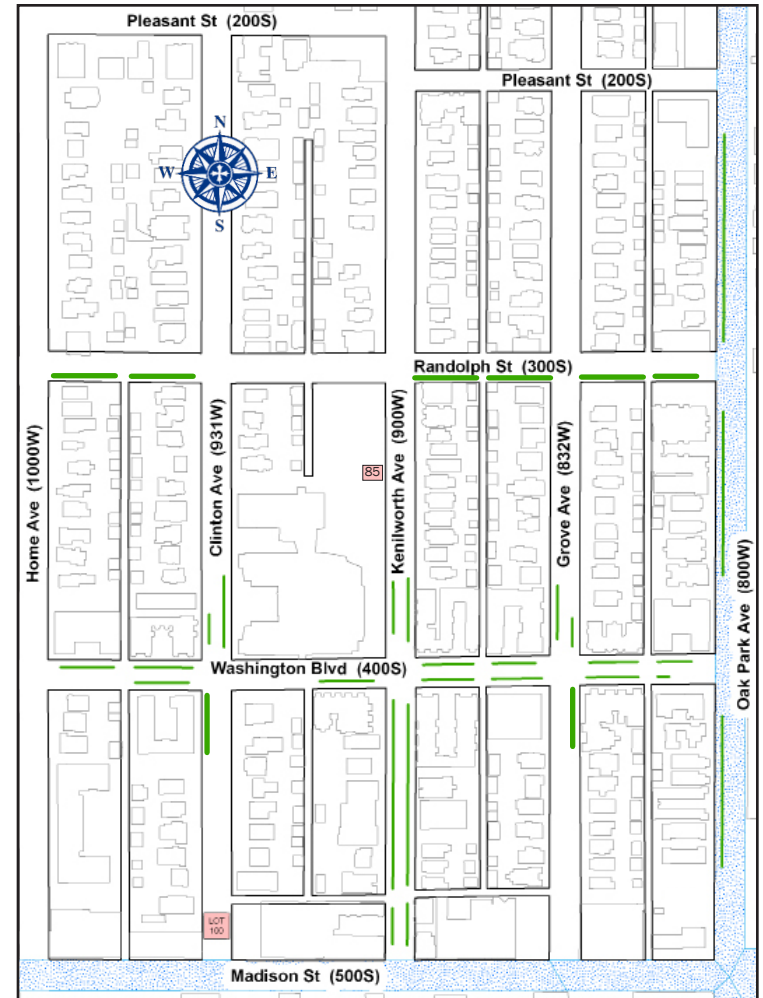 Pleasant St (200S)
Pleasant St (200S)
N
W
E
S
Randolph St (300S)
Home Ave (1000W)
Clinton Ave (931W)
Kenilworth Ave (900W)
Grove Ave (832W)
85
Oak Park Ave (800W)
Washington Blvd (400S)
LOT
100
Madison St (500S)